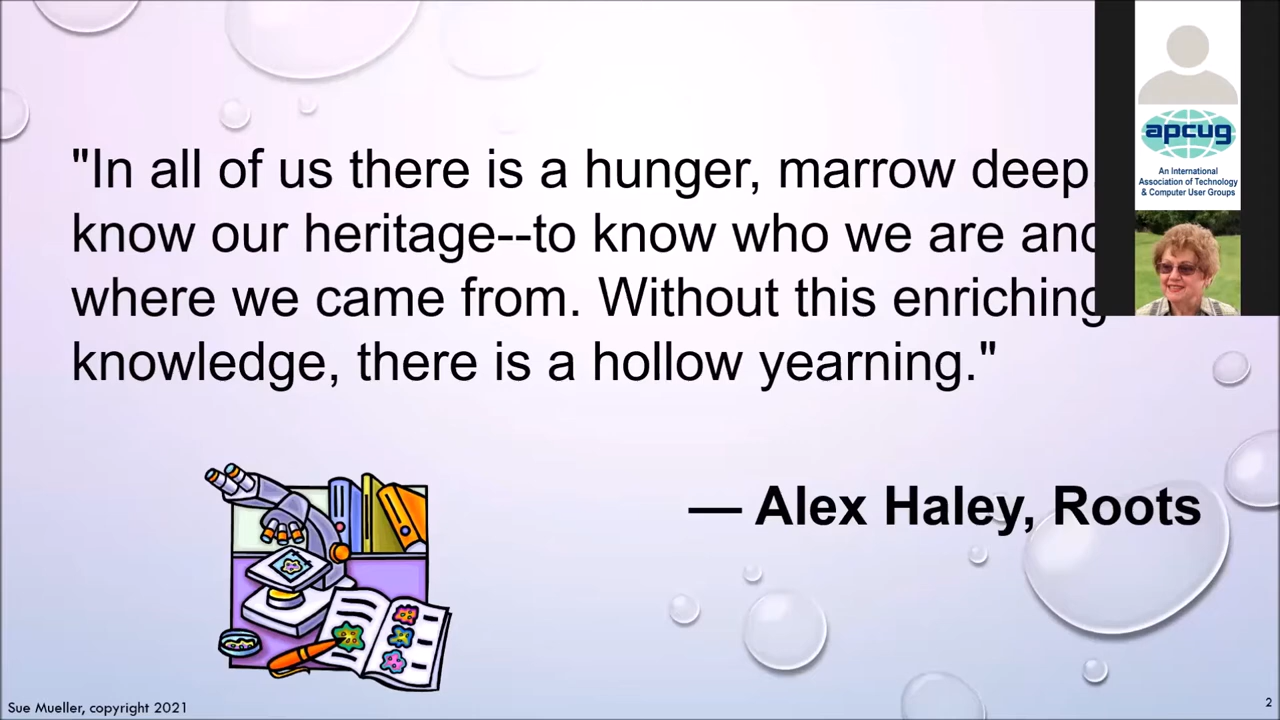 "In all of us there is a hunger, marrow deep
know our heritage--to know who we are and
where we came from. Without this enriching
knowledge, there is a hollow yearning."
— Alex Haley, Roots
apcug
An International
Association of Technology
& Computer User Groups
Sue Mueller, copyright 2021
2